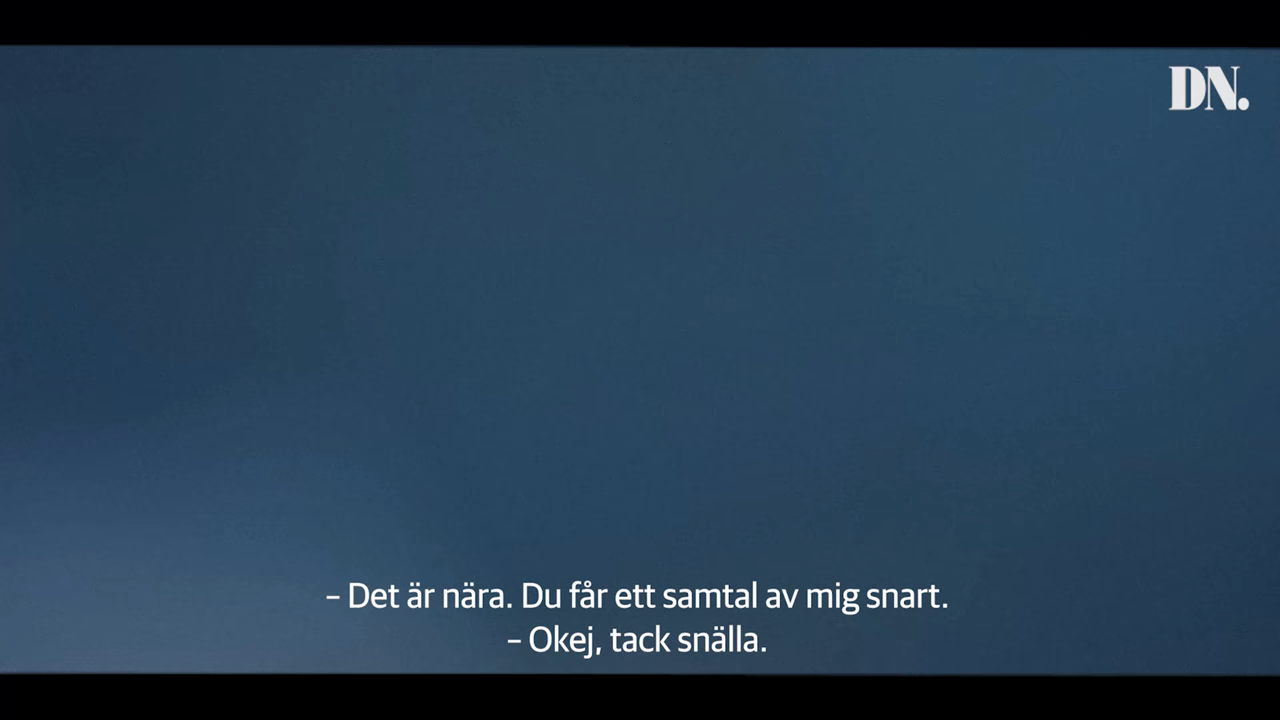 DN.
– Det är nära. Du får ett samtal av mig snart.
– Okej, tack snälla.